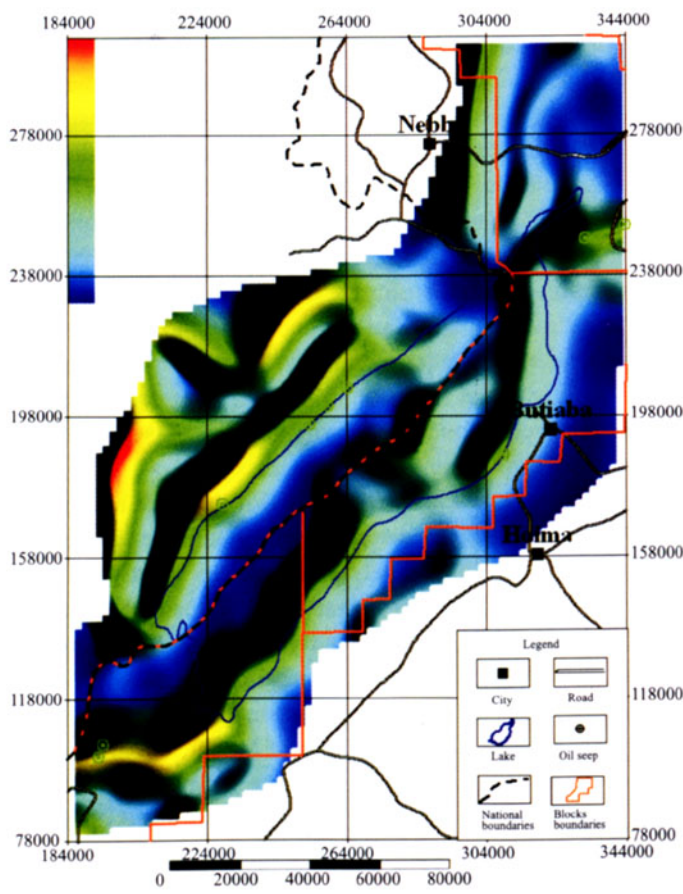 184000 224000 264000 304000 344000
278000 278000
Nebb
238000 238000
198000 198000
Butiaba
158000 158000
Hoima
Legend
City Road
118000 118000
Lake Oil seep
National boundaries Blocks boundaries
78000 78000
184000 224000 264000 304000 344000
0 20000 40000 60000 80000